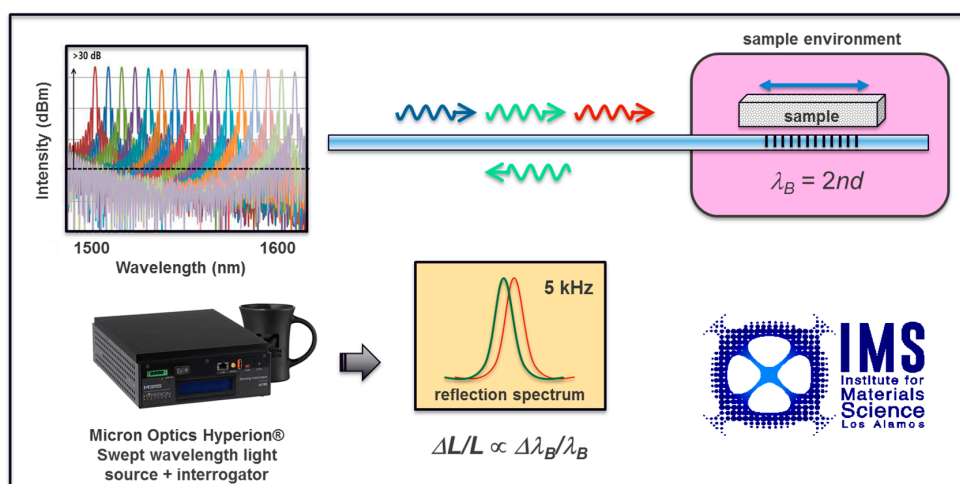 >30 dB
Intensity (dBm)
1500
1600
Wavelength (nm)
sample environment
sample
λB = 2nd
Micron Optics Hyperion®
Swept wavelength light
source + interrogator
5 kHz
reflection spectrum
ΔL/L ∝ ΔλB/λB
IMS
Institute for
Materials
Science
Los Alamos